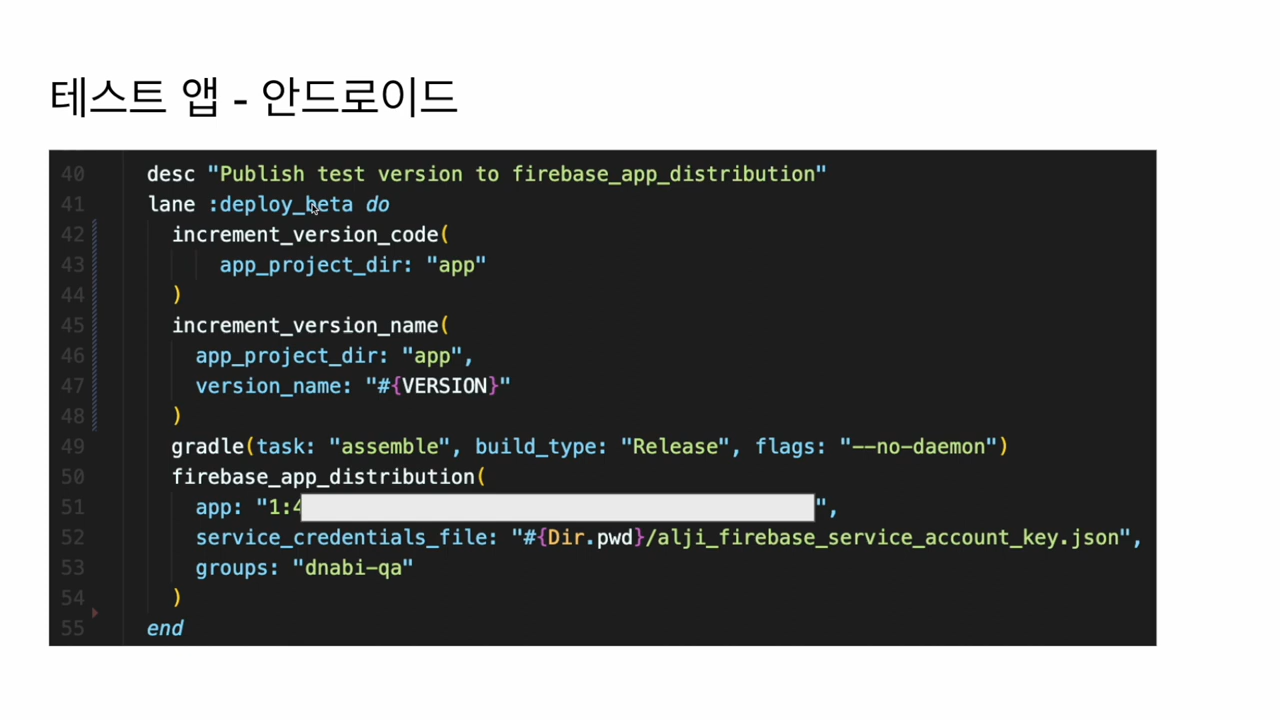 테스트 앱 - 안드로이드
40 desc "Publish test version to firebase_app_distribution"
41 lane :deploy_beta do
42 increment_version_code(
43 app_project_dir: "app"
44 )
45 increment_version_name(
46 app_project_dir: "app",
47 version_name: "#{VERSION}"
48 )
49 gradle(task: "assemble", build_type: "Release", flags: "--no-daemon")
50 firebase_app_distribution(
51 app: "1:4 ",
52 service_credentials_file: "#{Dir.pwd}/alji_firebase_service_account_key.json",
53 groups: "dnabi-qa"
54 )
55 end